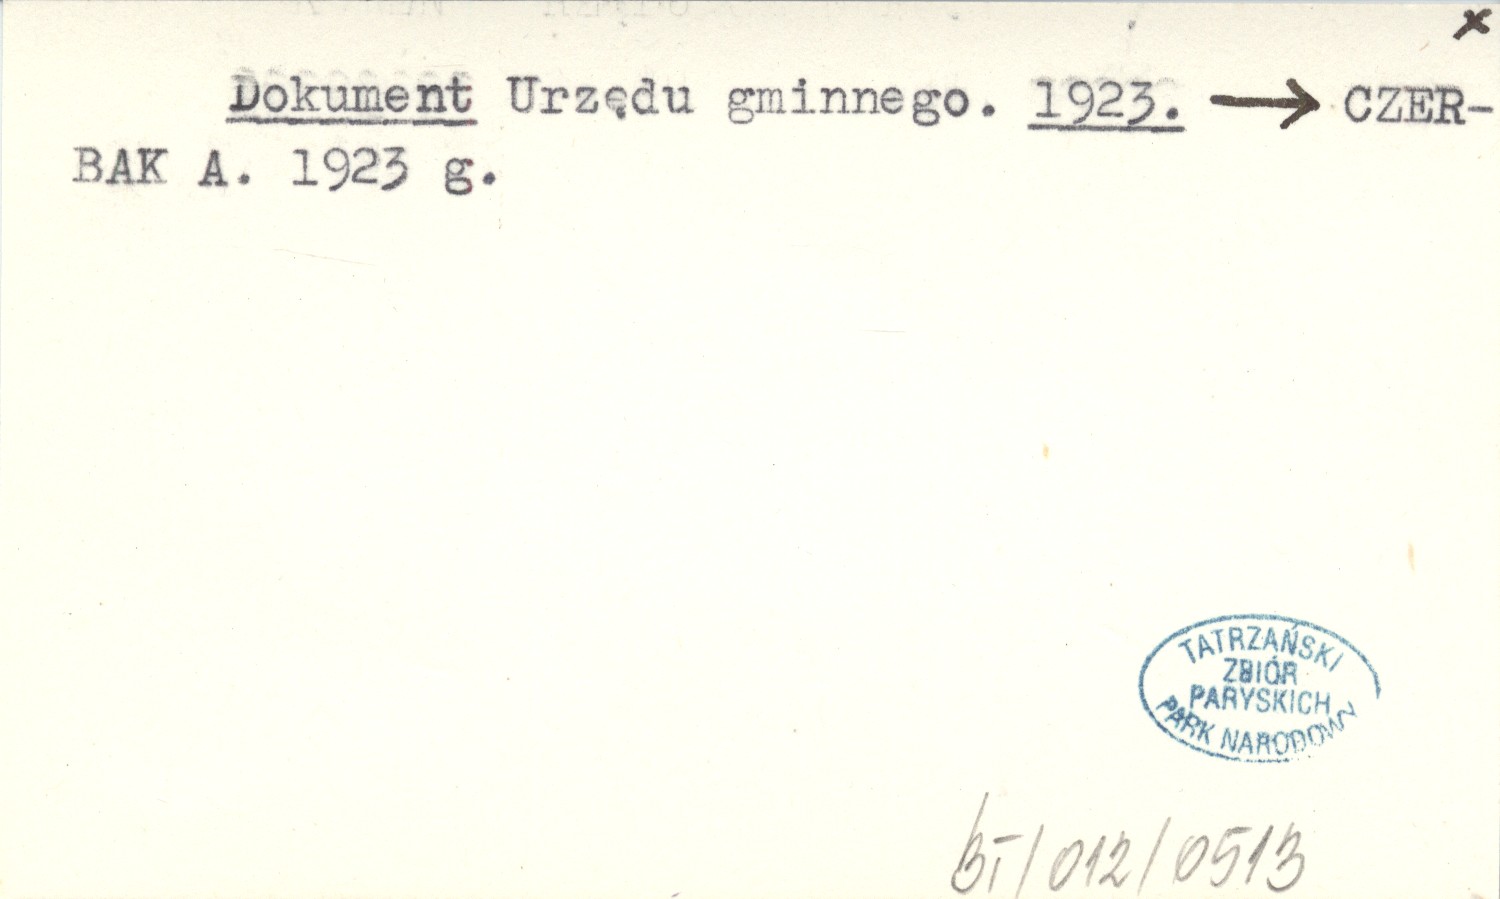 x
Dokument Urzędu gminnego. 1923. → CZER-
BAK A. 1923 g.
TATRZAŃSKI
ZBIÓR
PARYSKICH
PARK NARODOWY
BT/012/0513